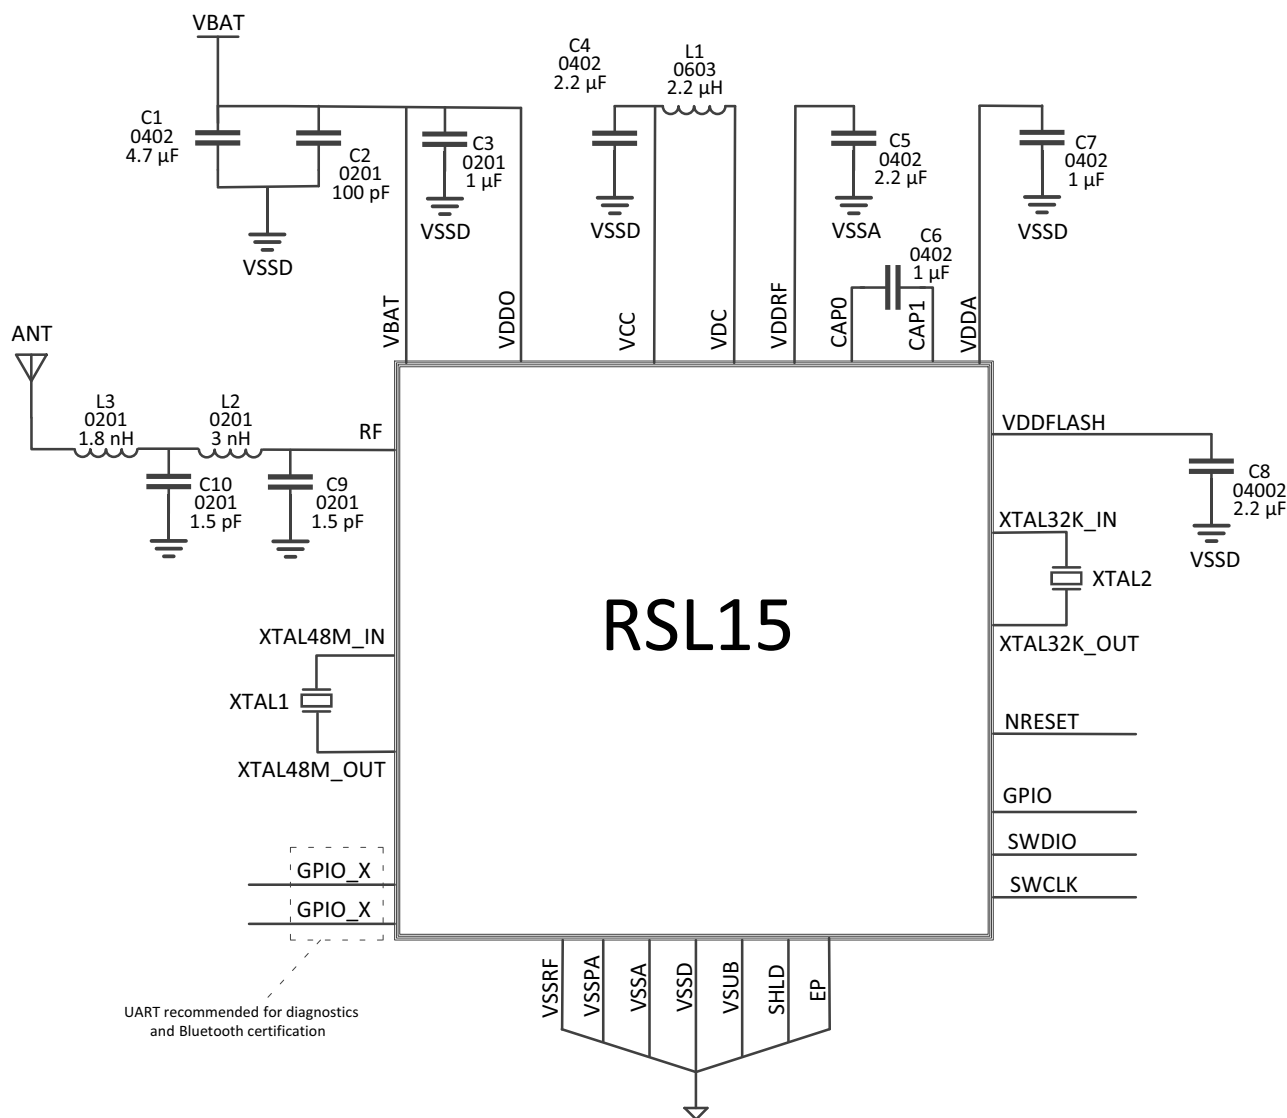 VBAT
C1
0402
4.7 µF
C2
0201
100 pF
VSSD
C3
0201
1 µF
VSSD
C4
0402
2.2 µF
VSSD
L1
0603
2.2 µH
C5
0402
2.2 µF
VSSA
C6
0402
1 µF
C7
0402
1 µF
VSSD
VBAT
VDDO
VCC
VDC
VDDRF
CAP0
CAP1
VDDA
ANT
L3
0201
1.8 nH
L2
0201
3 nH
RF
C10
0201
1.5 pF
C9
0201
1.5 pF
VDDFLASH
C8
04002
2.2 µF
VSSD
XTAL32K_IN
XTAL2
XTAL32K_OUT
RSL15
XTAL48M_IN
XTAL1
XTAL48M_OUT
NRESET
GPIO
SWDIO
SWCLK
GPIO_X
GPIO_X
UART recommended for diagnostics
and Bluetooth certification
VSSRF
VSSPA
VSSA
VSSD
VSUB
SHLD
EP